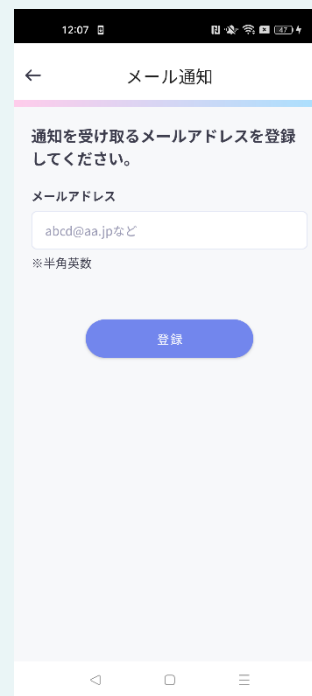 12:07
47
メール通知
通知を受け取るメールアドレスを登録
してください。
メールアドレス
abcd@aa.jpなど
※半角英数
登録